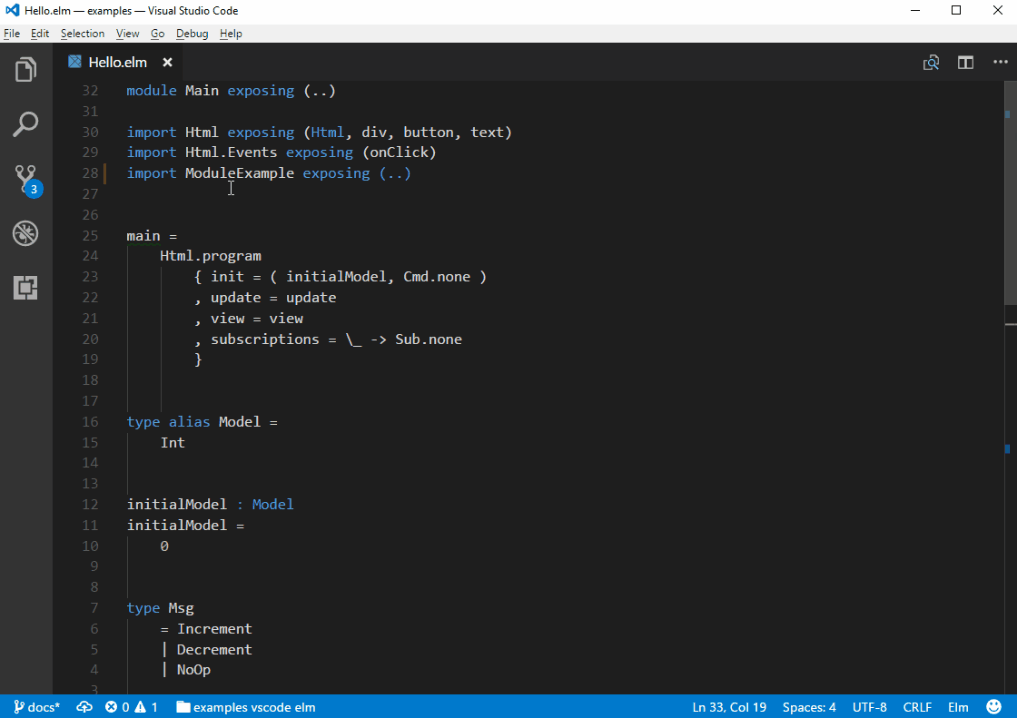 Hello.elm — examples — Visual Studio Code
File Edit Selection View Go Debug Help
Hello.elm
32 module Main exposing (..)
31
30 import Html exposing (Html, div, button, text)
29 import Html.Events exposing (onClick)
28 import ModuleExample exposing (..)
27
26
25 main =
24 Html.program
23 { init = ( initialModel, Cmd.none )
22 , update = update
21 , view = view
20 , subscriptions = \_ -> Sub.none
19 }
18
17
16 type alias Model =
15 Int
14
13
12 initialModel : Model
11 initialModel =
10 0
9
8
7 type Msg
6 = Increment
5 | Decrement
4 | NoOp
3
3
docs* 0 1 examples vscode elm Ln 33, Col 19 Spaces: 4 UTF-8 CRLF Elm